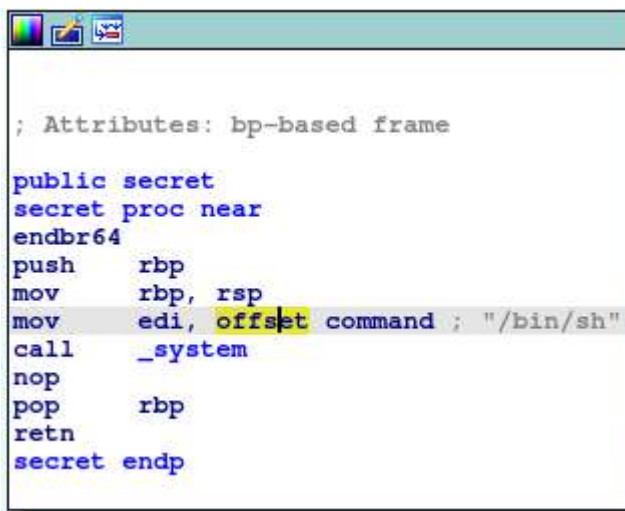 ; Attributes: bp-based frame
public secret
secret proc near
endbr64
push rbp
mov rbp, rsp
mov edi, offset command ; "/bin/sh"
call _system
nop
pop rbp
retn
secret endp